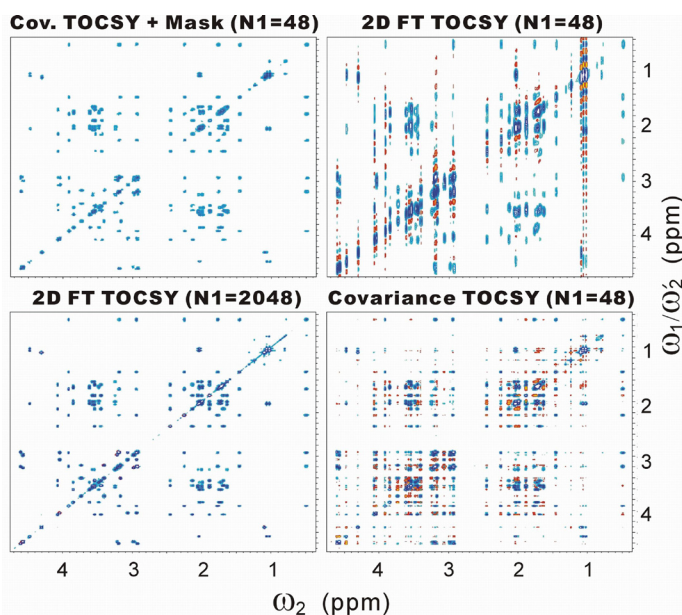 Cov. TOCSY + Mask (N1=48) 2D FT TOCSY (N1=48)
1
2
3
4
2D FT TOCSY (N1=2048) Covariance TOCSY (N1=48)
1
2
3
4
ω₁/ω₂' (ppm)
4 3 2 1 4 3 2 1
ω₂ (ppm)